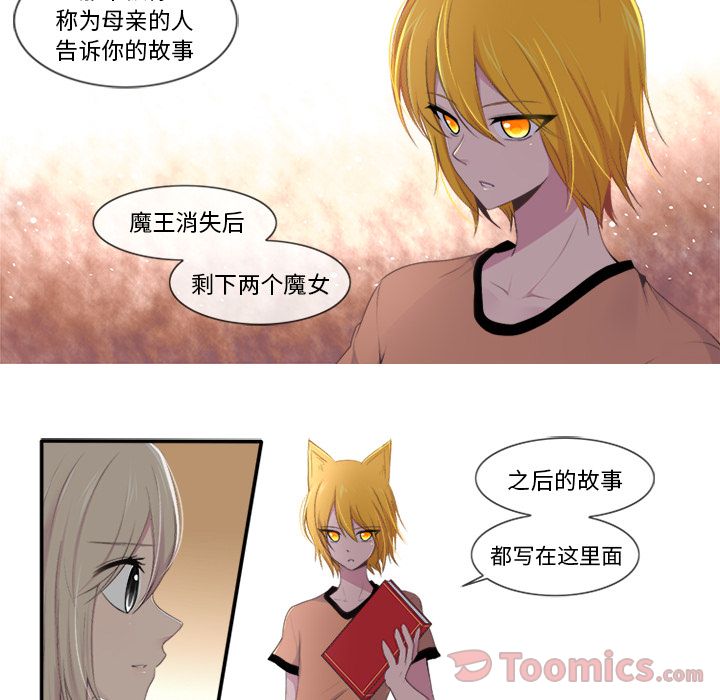 称为母亲的人
告诉你的故事
魔王消失后
剩下两个魔女
之后的故事
都写在这里面
Toomics.com